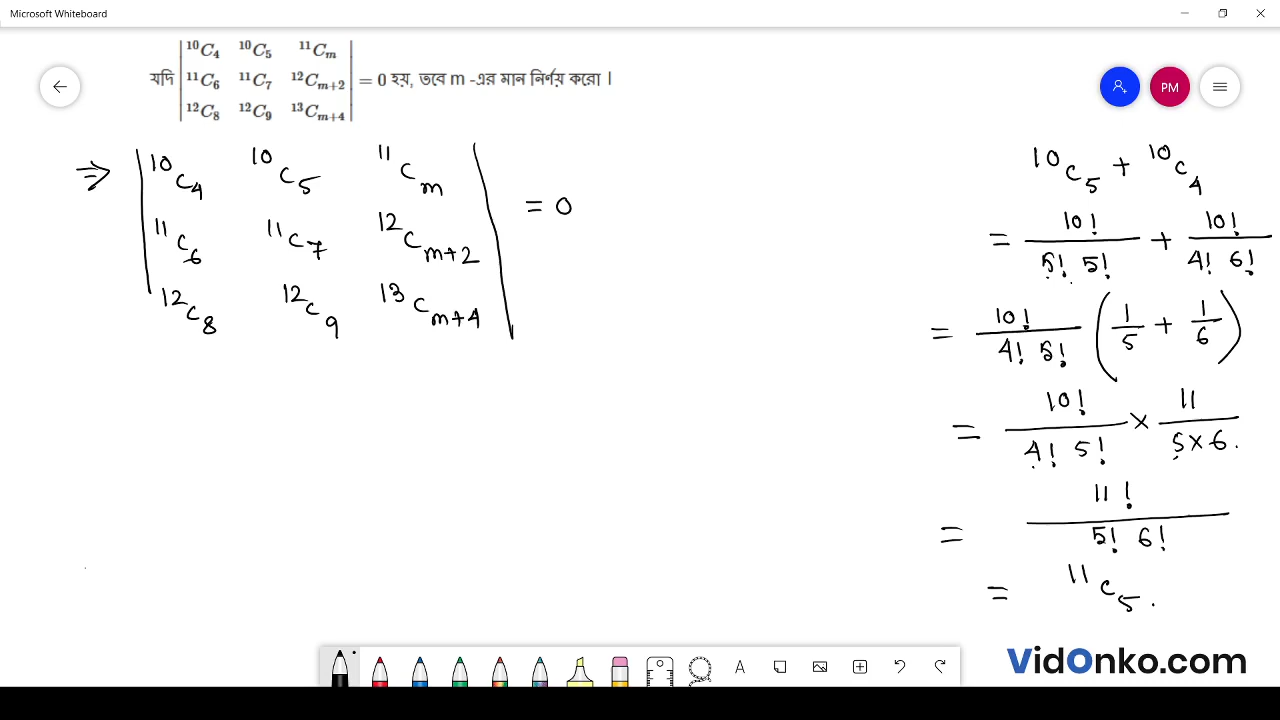 Microsoft Whiteboard
যদি | ¹⁰C₄ ¹⁰C₅ ¹¹Cₘ |
| ¹¹C₆ ¹¹C₇ ¹²Cₘ₊₂ | = 0 হয়, তবে m -এর মান নির্ণয় করো ।
| ¹²C₈ ¹²C₉ ¹³Cₘ₊₄ |
PM
⇒ | ¹⁰C₄ ¹⁰C₅ ¹¹Cₘ |
| ¹¹C₆ ¹¹C₇ ¹²Cₘ₊₂ | = 0
| ¹²C₈ ¹²C₉ ¹³Cₘ₊₄ |
¹⁰C₅ + ¹⁰C₄
= 10!/(5! 5!) + 10!/(4! 6!)
= 10!/(4! 5!) (1/5 + 1/6)
= 10!/(4! 5!) × 11/(5×6.)
= 11!/(5! 6!)
= ¹¹C₅.
A
VidOnko.com